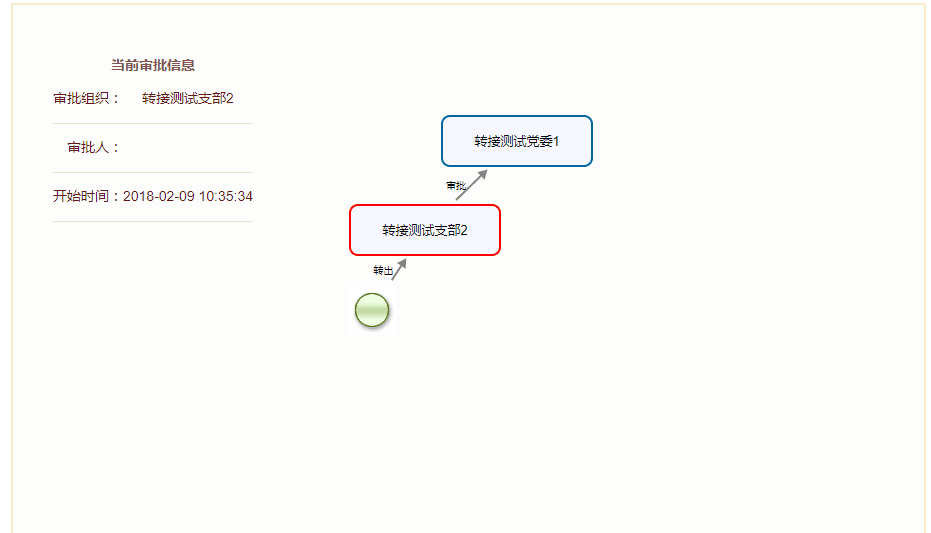 当前审批信息
审批组织： 转接测试支部2
审批人：
开始时间：2018-02-09 10:35:34
转接测试党委1
审批
转接测试支部2
转出